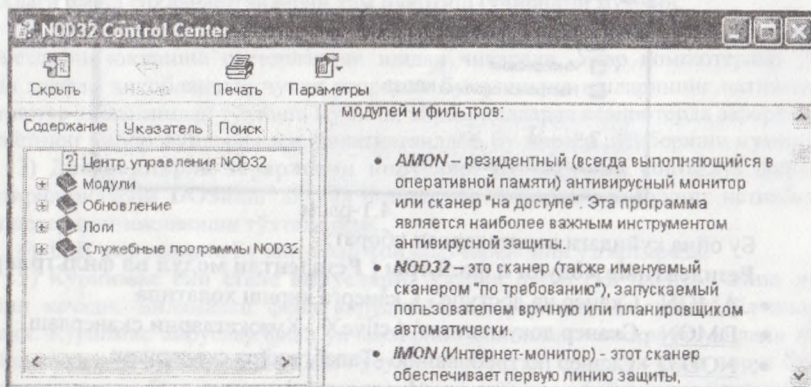 NOD32 Control Center
Скрыть Назад Печать Параметры
Содержание Указатель Поиск
Центр управления NOD32
Модули
Обновление
Логи
Служебные программы NOD32
модулей и фильтров:
• AMON – резидентный (всегда выполняющийся в
оперативной памяти) антивирусный монитор
или сканер "на доступе". Эта программа
является наиболее важным инструментом
антивирусной защиты.
• NOD32 – это сканер (также именуемый
сканером "по требованию"), запускаемый
пользователем вручную или планировщиком
автоматически.
• IMON (Интернет-монитор) - этот сканер
обеспечивает первую линию защиты,